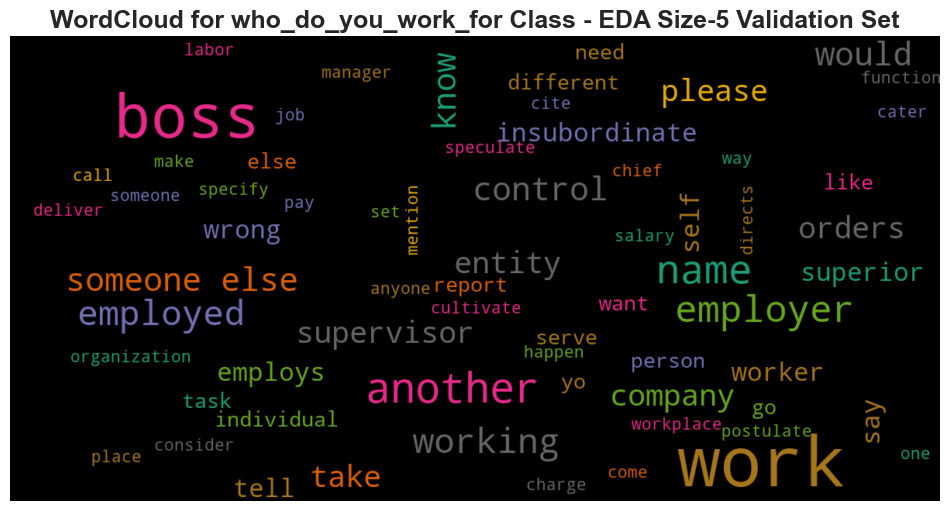 WordCloud for who_do_you_work_for Class - EDA Size-5 Validation Set
labor
need
would
manager
know
different
please
function
boss
job
cite
cater
insubordinate
speculate
make
else
chief
way
call
someone
specify
control
like
deliver
pay
set
mention
self
directs
wrong
salary
orders
entity
someone else
anyone
report
name
superior
employed
cultivate
want
employer
supervisor
serve
organization
happen
person
employs
another
yo
worker
task
company
go
individual
workplace
postulate
say
consider
working
work
one
place
tell
take
charge
come